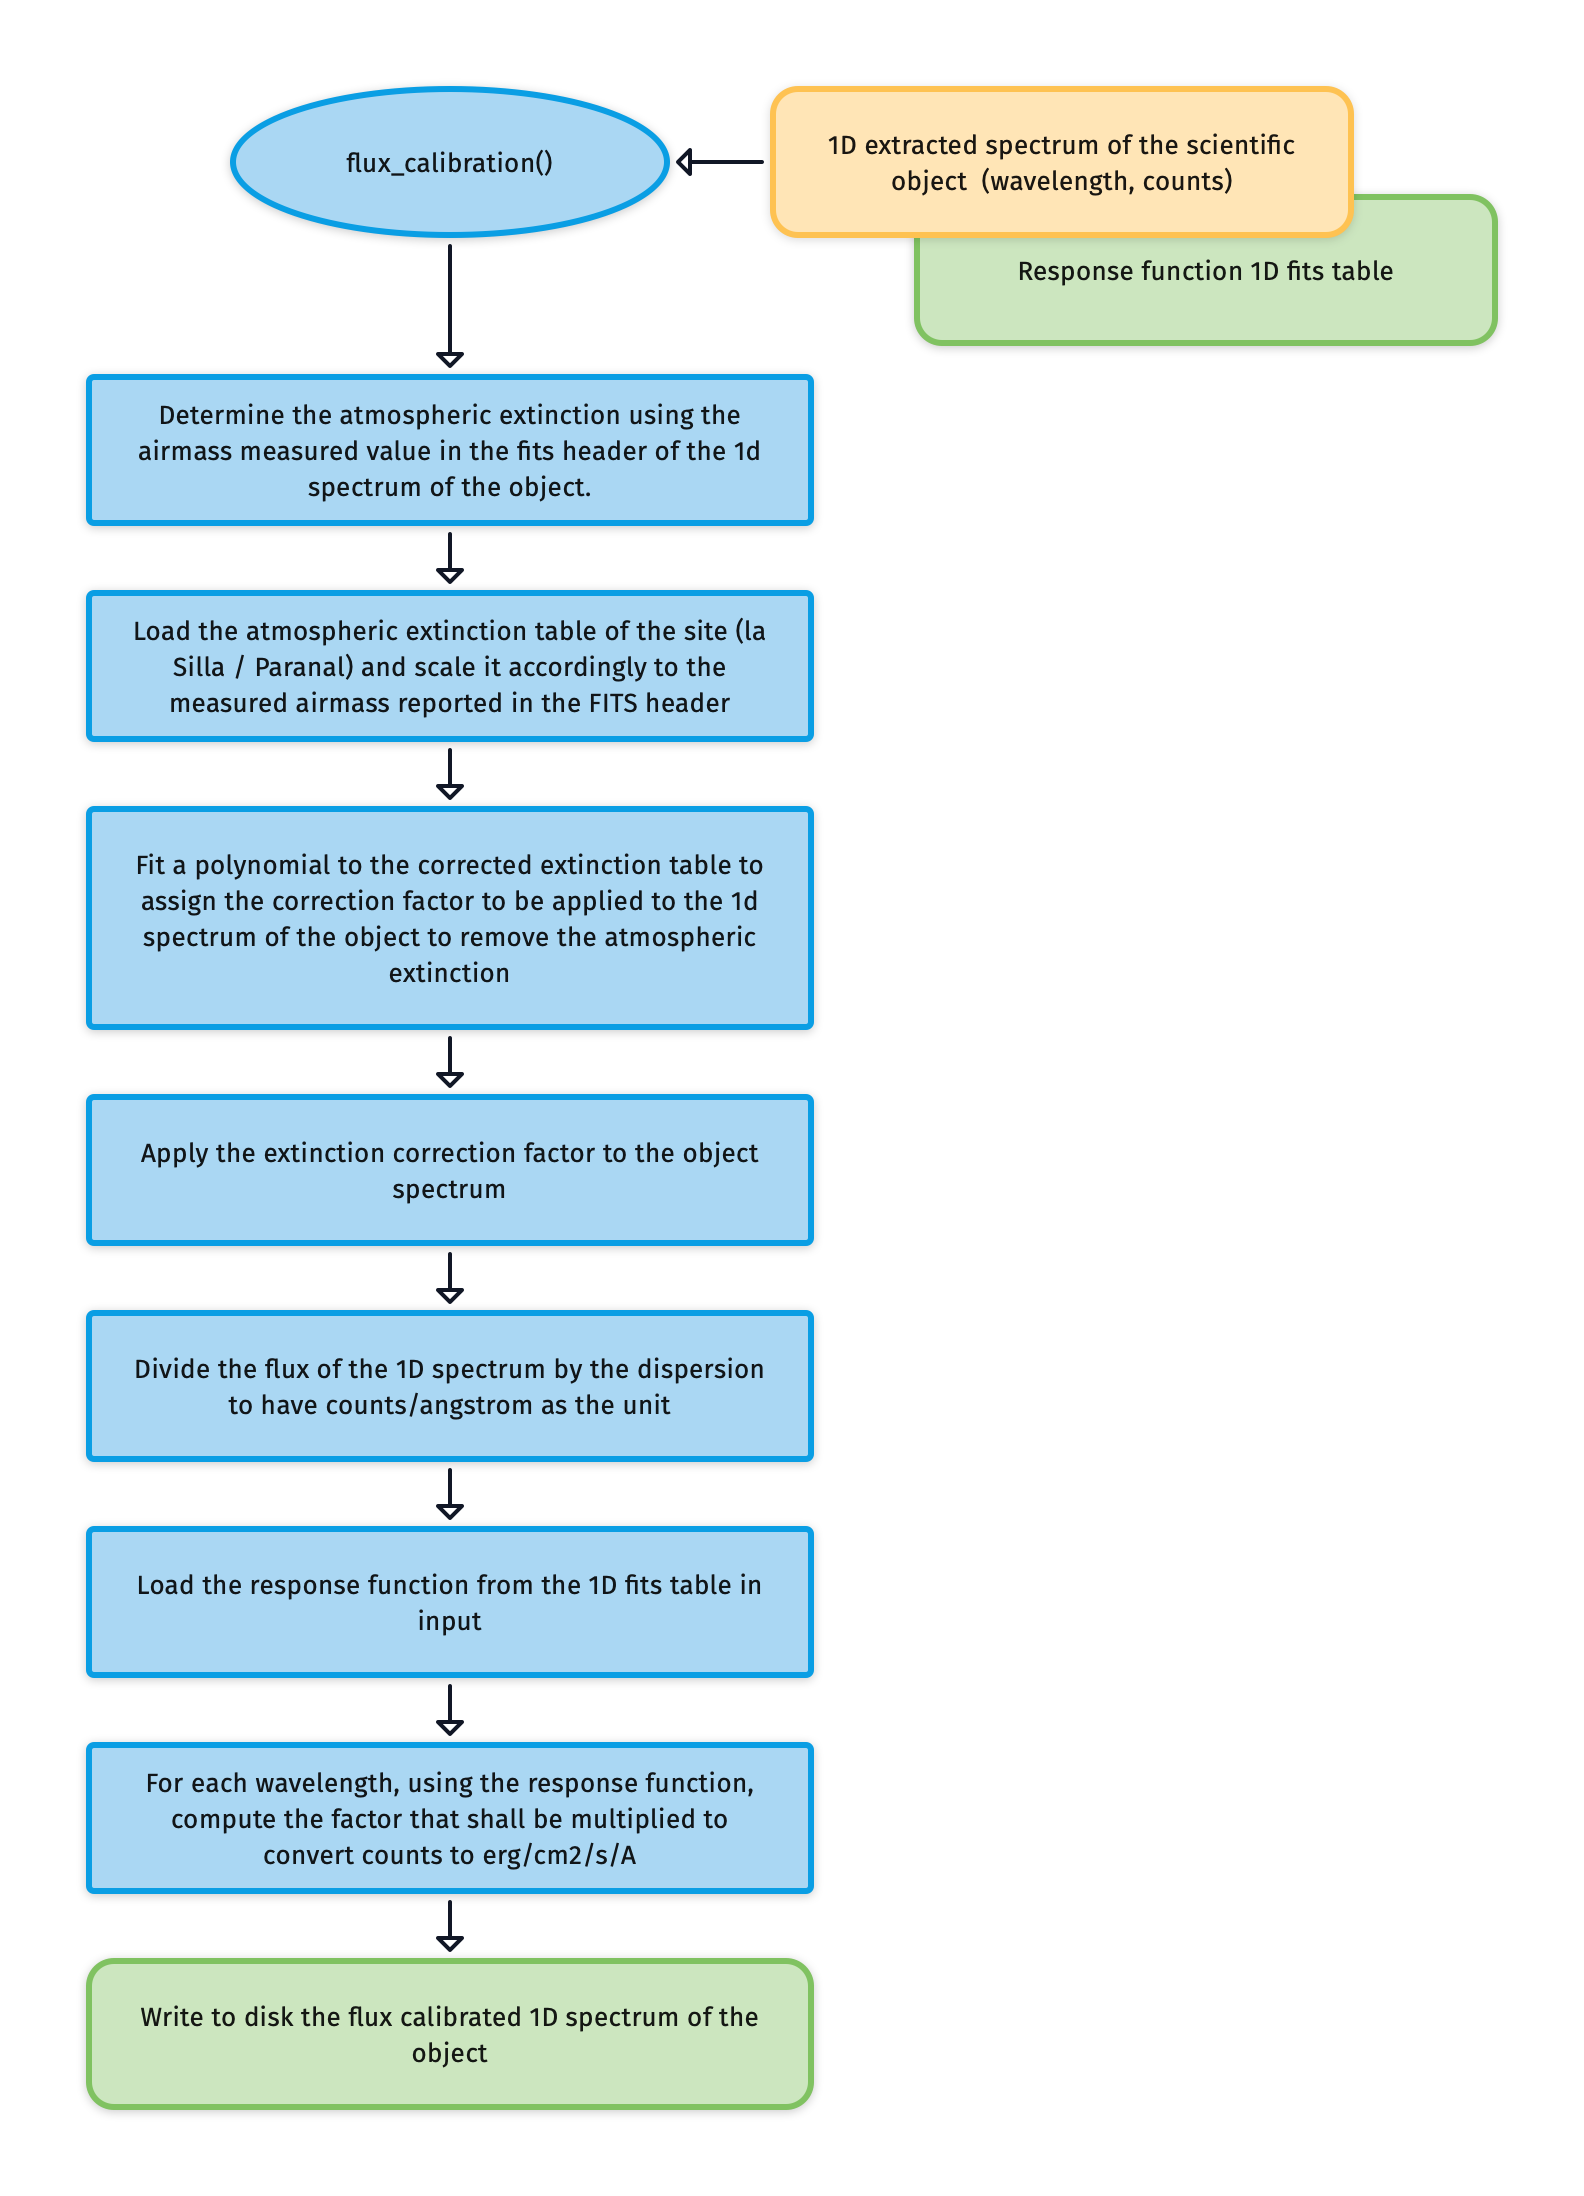 flux_calibration()
1D extracted spectrum of the scientific
object  (wavelength, counts)
Response function 1D fits table
Determine the atmospheric extinction using the
airmass measured value in the fits header of the 1d
spectrum of the object.
Load the atmospheric extinction table of the site (la
Silla / Paranal) and scale it accordingly to the
measured airmass reported in the FITS header
Fit a polynomial to the corrected extinction table to
assign the correction factor to be applied to the 1d
spectrum of the object to remove the atmospheric
extinction
Apply the extinction correction factor to the object
spectrum
Divide the flux of the 1D spectrum by the dispersion
to have counts/angstrom as the unit
Load the response function from the 1D fits table in
input
For each wavelength, using the response function,
compute the factor that shall be multiplied to
convert counts to erg/cm2/s/A
Write to disk the flux calibrated 1D spectrum of the
object